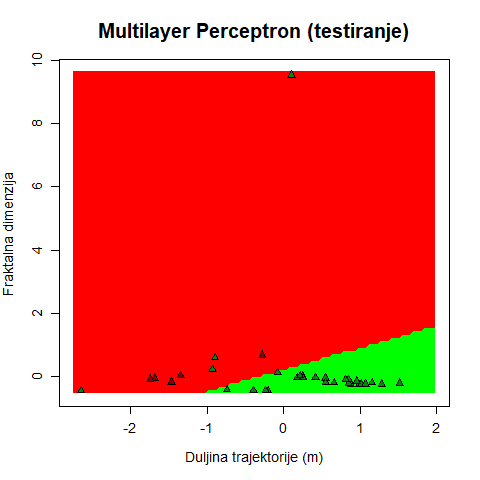 Multilayer Perceptron (testiranje)
10
8
6
4
2
0
Fraktalna dimenzija
-2 -1 0 1 2
Duljina trajektorije (m)